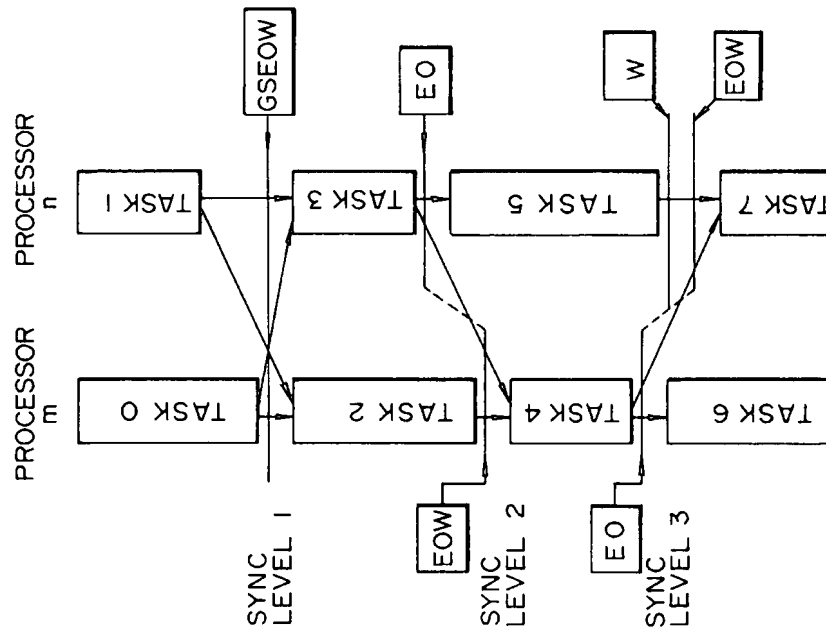 PROCESSOR
m
PROCESSOR
n
TASK 0
TASK 1
SYNC
LEVEL 1
GSEOW
TASK 2
TASK 3
EO
EOW
SYNC
LEVEL 2
TASK 4
TASK 5
W
EO
SYNC
LEVEL 3
EOW
TASK 6
TASK 7